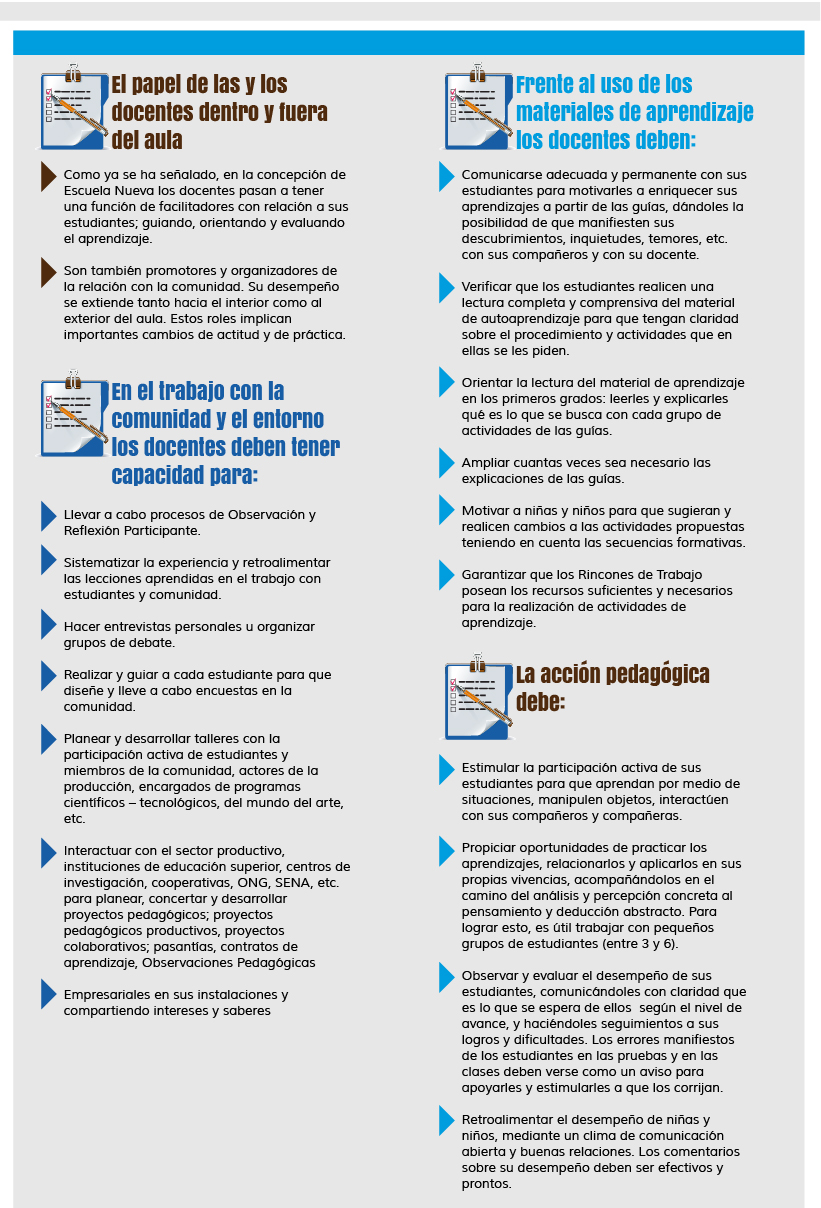 El papel de las y los
docentes dentro y fuera
del aula
Como ya se ha señalado, en la concepción de
Escuela Nueva los docentes pasan a tener
una función de facilitadores con relación a sus
estudiantes; guiando, orientando y evaluando
el aprendizaje.
Son también promotores y organizadores de
la relación con la comunidad. Su desempeño
se extiende tanto hacia el interior como al
exterior del aula. Estos roles implican
importantes cambios de actitud y de práctica.
En el trabajo con la
comunidad y el entorno
los docentes deben tener
capacidad para:
Llevar a cabo procesos de Observación y
Reflexión Participante.
Sistematizar la experiencia y retroalimentar
las lecciones aprendidas en el trabajo con
estudiantes y comunidad.
Hacer entrevistas personales u organizar
grupos de debate.
Realizar y guiar a cada estudiante para que
diseñe y lleve a cabo encuestas en la
comunidad.
Planear y desarrollar talleres con la
participación activa de estudiantes y
miembros de la comunidad, actores de la
producción, encargados de programas
científicos – tecnológicos, del mundo del arte,
etc.
Interactuar con el sector productivo,
instituciones de educación superior, centros de
investigación, cooperativas, ONG, SENA, etc.
para planear, concertar y desarrollar
proyectos pedagógicos; proyectos
pedagógicos productivos, proyectos
colaborativos; pasantías, contratos de
aprendizaje, Observaciones Pedagógicas
Empresariales en sus instalaciones y
compartiendo intereses y saberes
Frente al uso de los
materiales de aprendizaje
los docentes deben:
Comunicarse adecuada y permanente con sus
estudiantes para motivarles a enriquecer sus
aprendizajes a partir de las guías, dándoles la
posibilidad de que manifiesten sus
descubrimientos, inquietudes, temores, etc.
con sus compañeros y con su docente.
Verificar que los estudiantes realicen una
lectura completa y comprensiva del material
de autoaprendizaje para que tengan claridad
sobre el procedimiento y actividades que en
ellas se les piden.
Orientar la lectura del material de aprendizaje
en los primeros grados: leerles y explicarles
qué es lo que se busca con cada grupo de
actividades de las guías.
Ampliar cuantas veces sea necesario las
explicaciones de las guías.
Motivar a niñas y niños para que sugieran y
realicen cambios a las actividades propuestas
teniendo en cuenta las secuencias formativas.
Garantizar que los Rincones de Trabajo
posean los recursos suficientes y necesarios
para la realización de actividades de
aprendizaje.
La acción pedagógica
debe:
Estimular la participación activa de sus
estudiantes para que aprendan por medio de
situaciones, manipulen objetos, interactúen
con sus compañeros y compañeras.
Propiciar oportunidades de practicar los
aprendizajes, relacionarlos y aplicarlos en sus
propias vivencias, acompañándolos en el
camino del análisis y percepción concreta al
pensamiento y deducción abstracto. Para
lograr esto, es útil trabajar con pequeños
grupos de estudiantes (entre 3 y 6).
Observar y evaluar el desempeño de sus
estudiantes, comunicándoles con claridad que
es lo que se espera de ellos  según el nivel de
avance, y haciéndoles seguimientos a sus
logros y dificultades. Los errores manifiestos
de los estudiantes en las pruebas y en las
clases deben verse como un aviso para
apoyarles y estimularles a que los corrijan.
Retroalimentar el desempeño de niñas y
niños, mediante un clima de comunicación
abierta y buenas relaciones. Los comentarios
sobre su desempeño deben ser efectivos y
prontos.